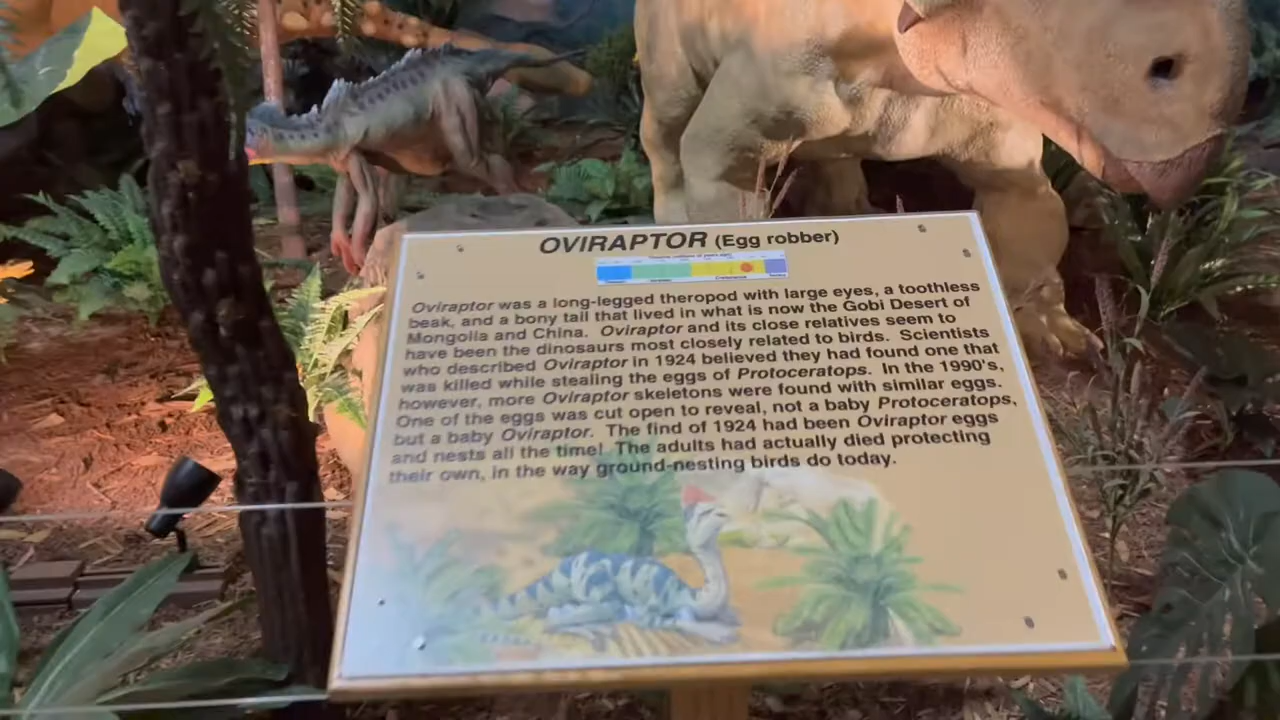 OVIRAPTOR (Egg robber)
Oviraptor was a long-legged theropod with large eyes, a toothless
beak, and a bony tail that lived in what is now the Gobi Desert of
Mongolia and China. Oviraptor and its close relatives seem to
have been the dinosaurs most closely related to birds. Scientists
who described Oviraptor in 1924 believed they had found one that
was killed while stealing the eggs of Protoceratops. In the 1990's,
however, more Oviraptor skeletons were found with similar eggs.
One of the eggs was cut open to reveal, not a baby Protoceratops,
but a baby Oviraptor. The find of 1924 had been Oviraptor eggs
and nests all the time! The adults had actually died protecting
their own, in the way ground-nesting birds do today.